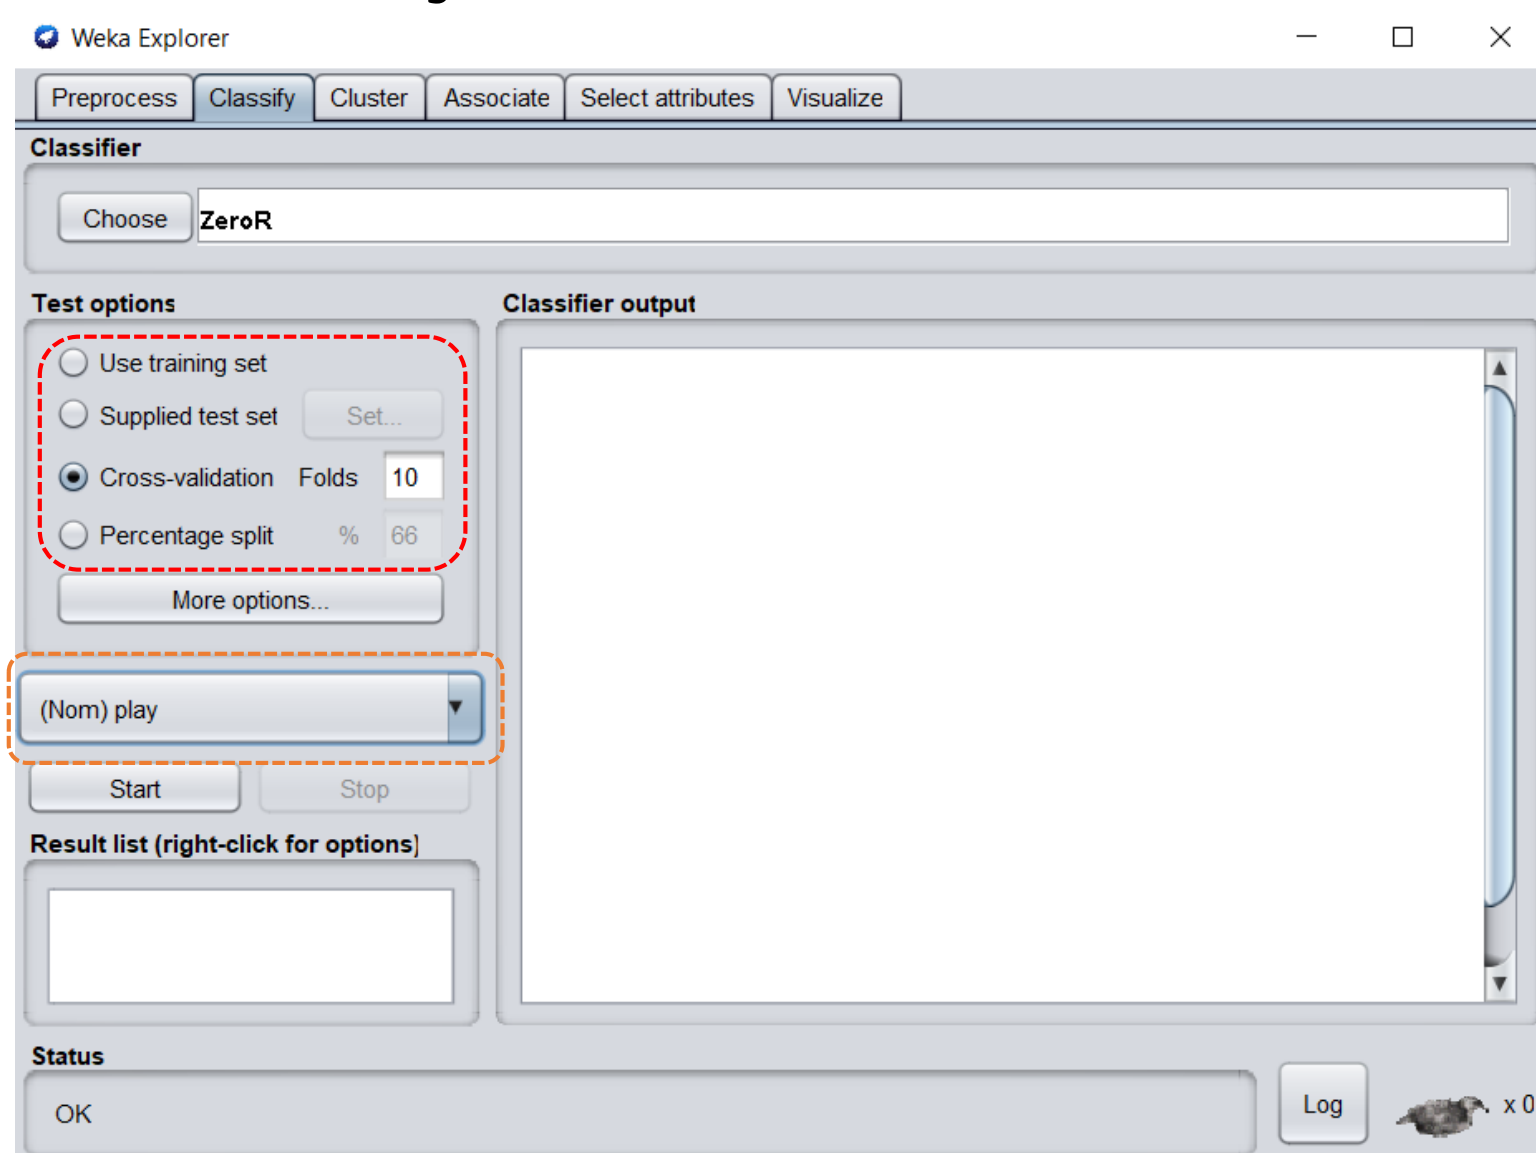 Weka Explorer
Preprocess Classify Cluster Associate Select attributes Visualize
Classifier
Choose ZeroR
Test options
Classifier output
Use training set
Supplied test set Set...
Cross-validation Folds 10
Percentage split % 66
More options...
(Nom) play
Start Stop
Result list (right-click for options)
Status
OK
Log
x 0